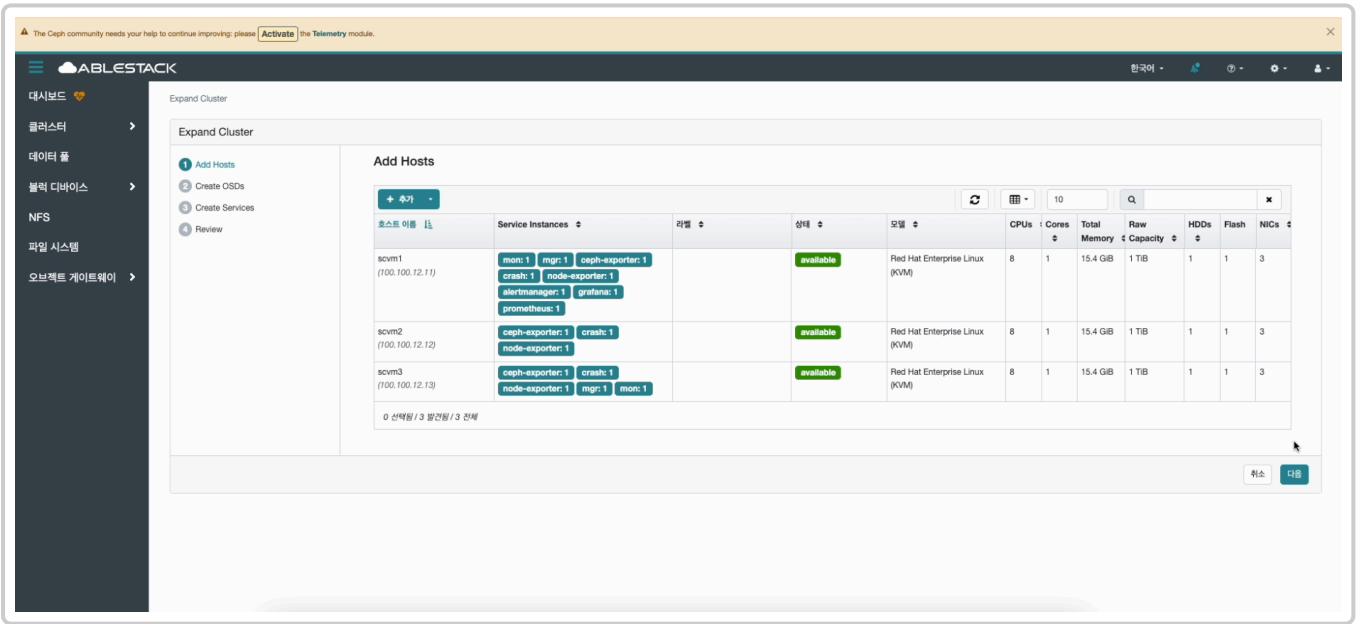 The Ceph community needs your help to continue improving: please Activate the Telemetry module.
ABLESTACK
한국어
대시보드
클러스터
데이터 풀
블럭 디바이스
NFS
파일 시스템
오브젝트 게이트웨이
Expand Cluster
Expand Cluster
1 Add Hosts
2 Create OSDs
3 Create Services
4 Review
Add Hosts
+ 추가
10
호스트 이름 Service Instances 라벨 상태 모델 CPUs Cores Total Memory Raw Capacity HDDs Flash NICs
scvm1 (100.100.12.11)
mon: 1 mgr: 1 ceph-exporter: 1
crash: 1 node-exporter: 1
alertmanager: 1 grafana: 1
prometheus: 1
available
Red Hat Enterprise Linux (KVM)
8 1 15.4 GiB 1 TiB 1 1 3
scvm2 (100.100.12.12)
ceph-exporter: 1 crash: 1
node-exporter: 1
available
Red Hat Enterprise Linux (KVM)
8 1 15.4 GiB 1 TiB 1 1 3
scvm3 (100.100.12.13)
ceph-exporter: 1 crash: 1
node-exporter: 1 mgr: 1 mon: 1
available
Red Hat Enterprise Linux (KVM)
8 1 15.4 GiB 1 TiB 1 1 3
0 선택됨 / 3 발견됨 / 3 전체
취소
다음